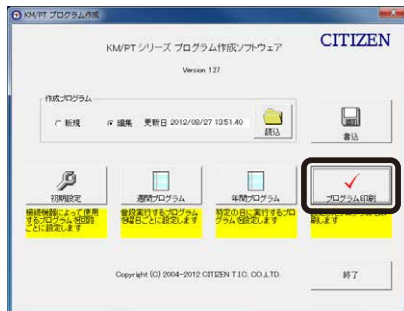 KM/PT プログラム作成
KM/PT シリーズ プログラム作成ソフトウェア
CITIZEN
Version 1.27
作成プログラム
新規
編集
更新日 2012/08/27 13:51:40
読込
書込
初期設定
週間プログラム
年間プログラム
プログラム印刷
接続機器によって使用
するプログラムを回路
ごとに設定します
普段実行するプログラム
を曜日ごとに設定します
特定の日に実行するプロ
グラムを設定します
刷します
Copyright (C) 2004-2012 CITIZEN T.I.C. CO.,LTD.
終了